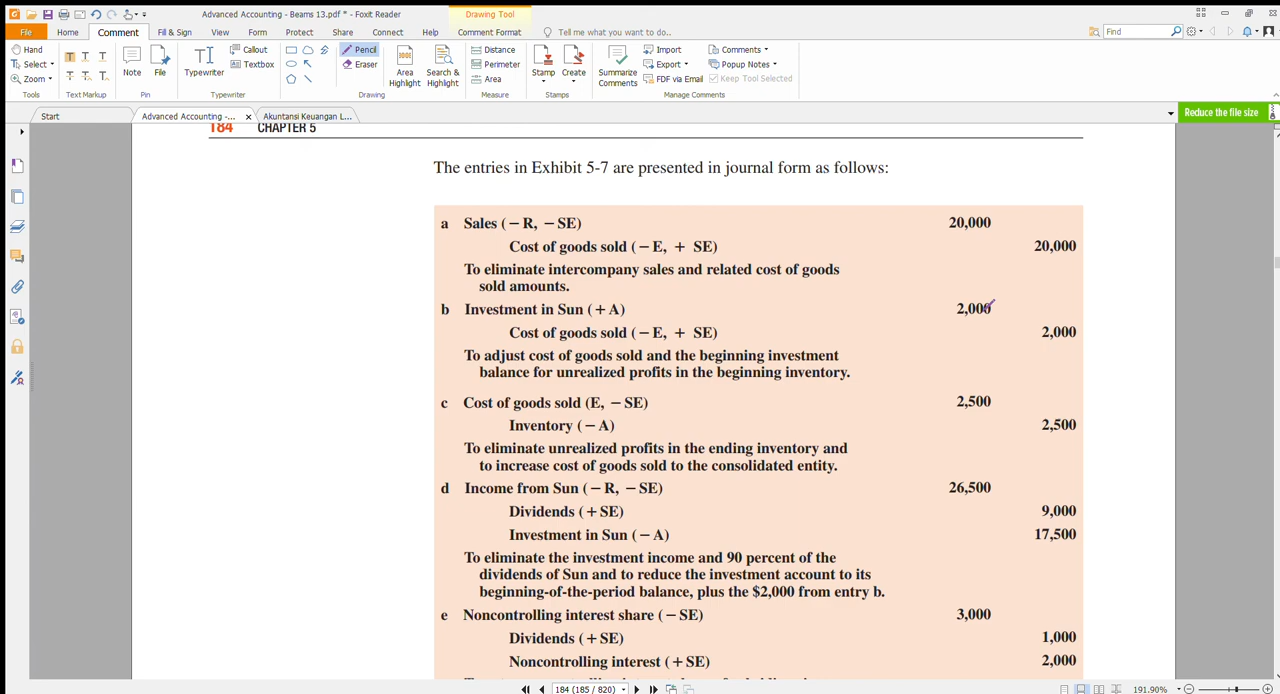 Advanced Accounting - Beams 13.pdf * - Foxit Reader
Drawing Tool
File Home Comment Fill & Sign View Form Protect Share Connect Help Comment Format Tell me what you want to do..
Find
Hand
Select
Zoom
Tools
Text Markup
Note
File
Pin
Typewriter
Callout
Textbox
Typewriter
Pencil
Eraser
Drawing
Area Highlight
Search & Highlight
Distance
Perimeter
Area
Measure
Stamp
Create
Stamps
Summarize Comments
Import
Export
FDF via Email
Comments
Popup Notes
Keep Tool Selected
Manage Comments
Start
Advanced Accounting -...
Akuntansi Keuangan L...
Reduce the file size
184 CHAPTER 5
The entries in Exhibit 5-7 are presented in journal form as follows:
a Sales (− R, − SE) 20,000
Cost of goods sold (− E, + SE) 20,000
To eliminate intercompany sales and related cost of goods
sold amounts.
b Investment in Sun (+ A) 2,000
Cost of goods sold (− E, + SE) 2,000
To adjust cost of goods sold and the beginning investment
balance for unrealized profits in the beginning inventory.
c Cost of goods sold (E, − SE) 2,500
Inventory (− A) 2,500
To eliminate unrealized profits in the ending inventory and
to increase cost of goods sold to the consolidated entity.
d Income from Sun (− R, − SE) 26,500
Dividends (+ SE) 9,000
Investment in Sun (− A) 17,500
To eliminate the investment income and 90 percent of the
dividends of Sun and to reduce the investment account to its
beginning-of-the-period balance, plus the $2,000 from entry b.
e Noncontrolling interest share (− SE) 3,000
Dividends (+ SE) 1,000
Noncontrolling interest (+ SE) 2,000
184 (185 / 820)
191.90%